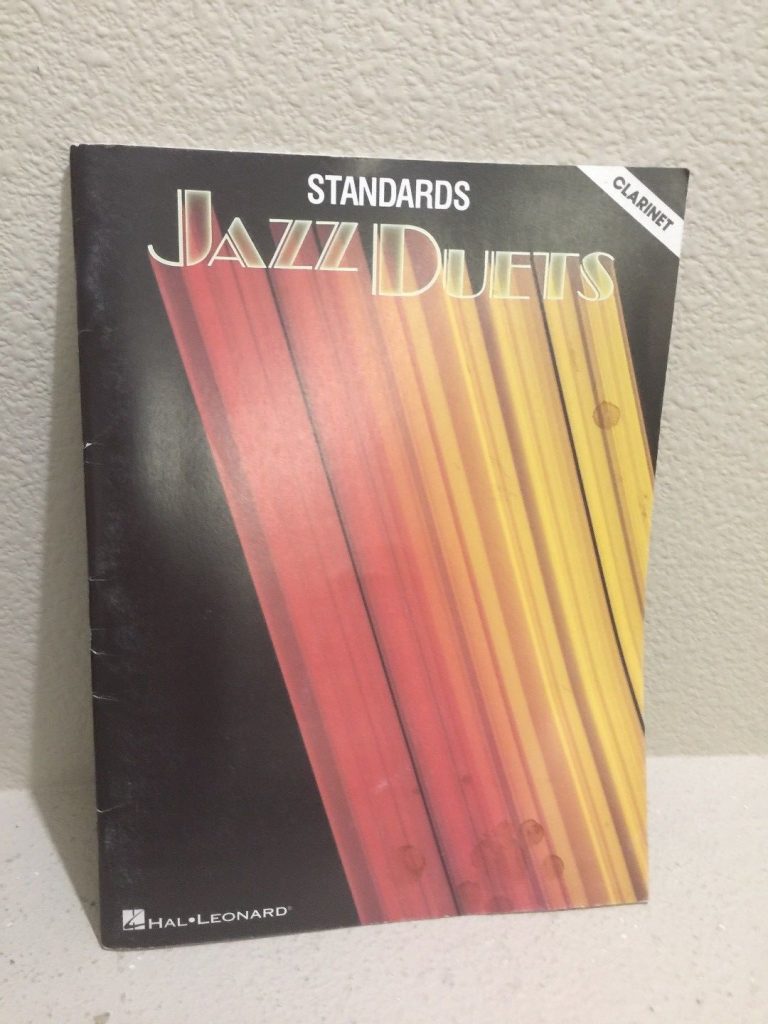 STANDARDS
CLARINET
JAZZ DUETS
HAL•LEONARD®